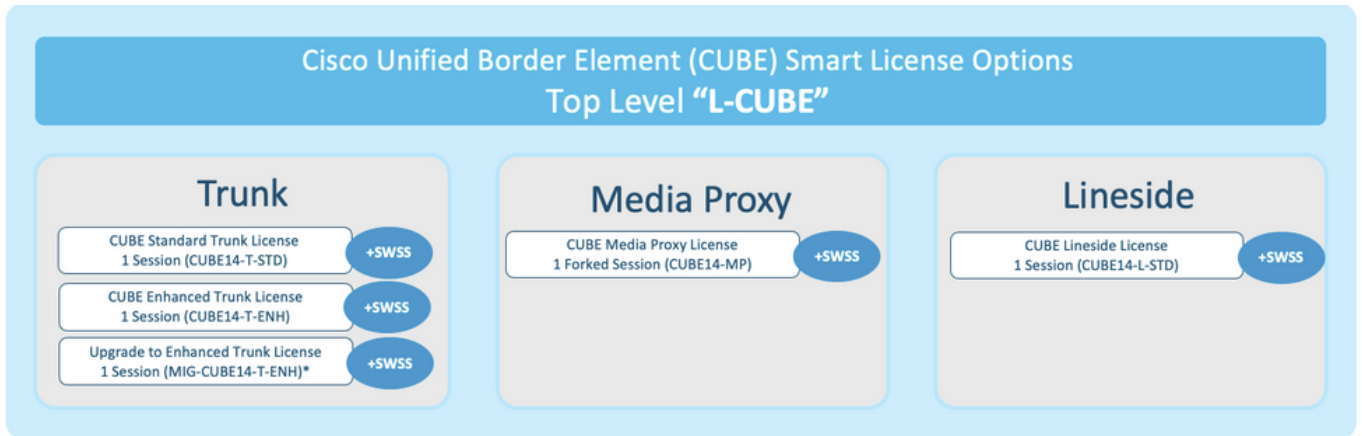 Cisco Unified Border Element (CUBE) Smart License Options
Top Level “L-CUBE”
Trunk
CUBE Standard Trunk License
1 Session (CUBE14-T-STD)
+SWSS
CUBE Enhanced Trunk License
1 Session (CUBE14-T-ENH)
+SWSS
Upgrade to Enhanced Trunk License
1 Session (MIG-CUBE14-T-ENH)*
+SWSS
Media Proxy
CUBE Media Proxy License
1 Forked Session (CUBE14-MP)
+SWSS
Lineside
CUBE Lineside License
1 Session (CUBE14-L-STD)
+SWSS